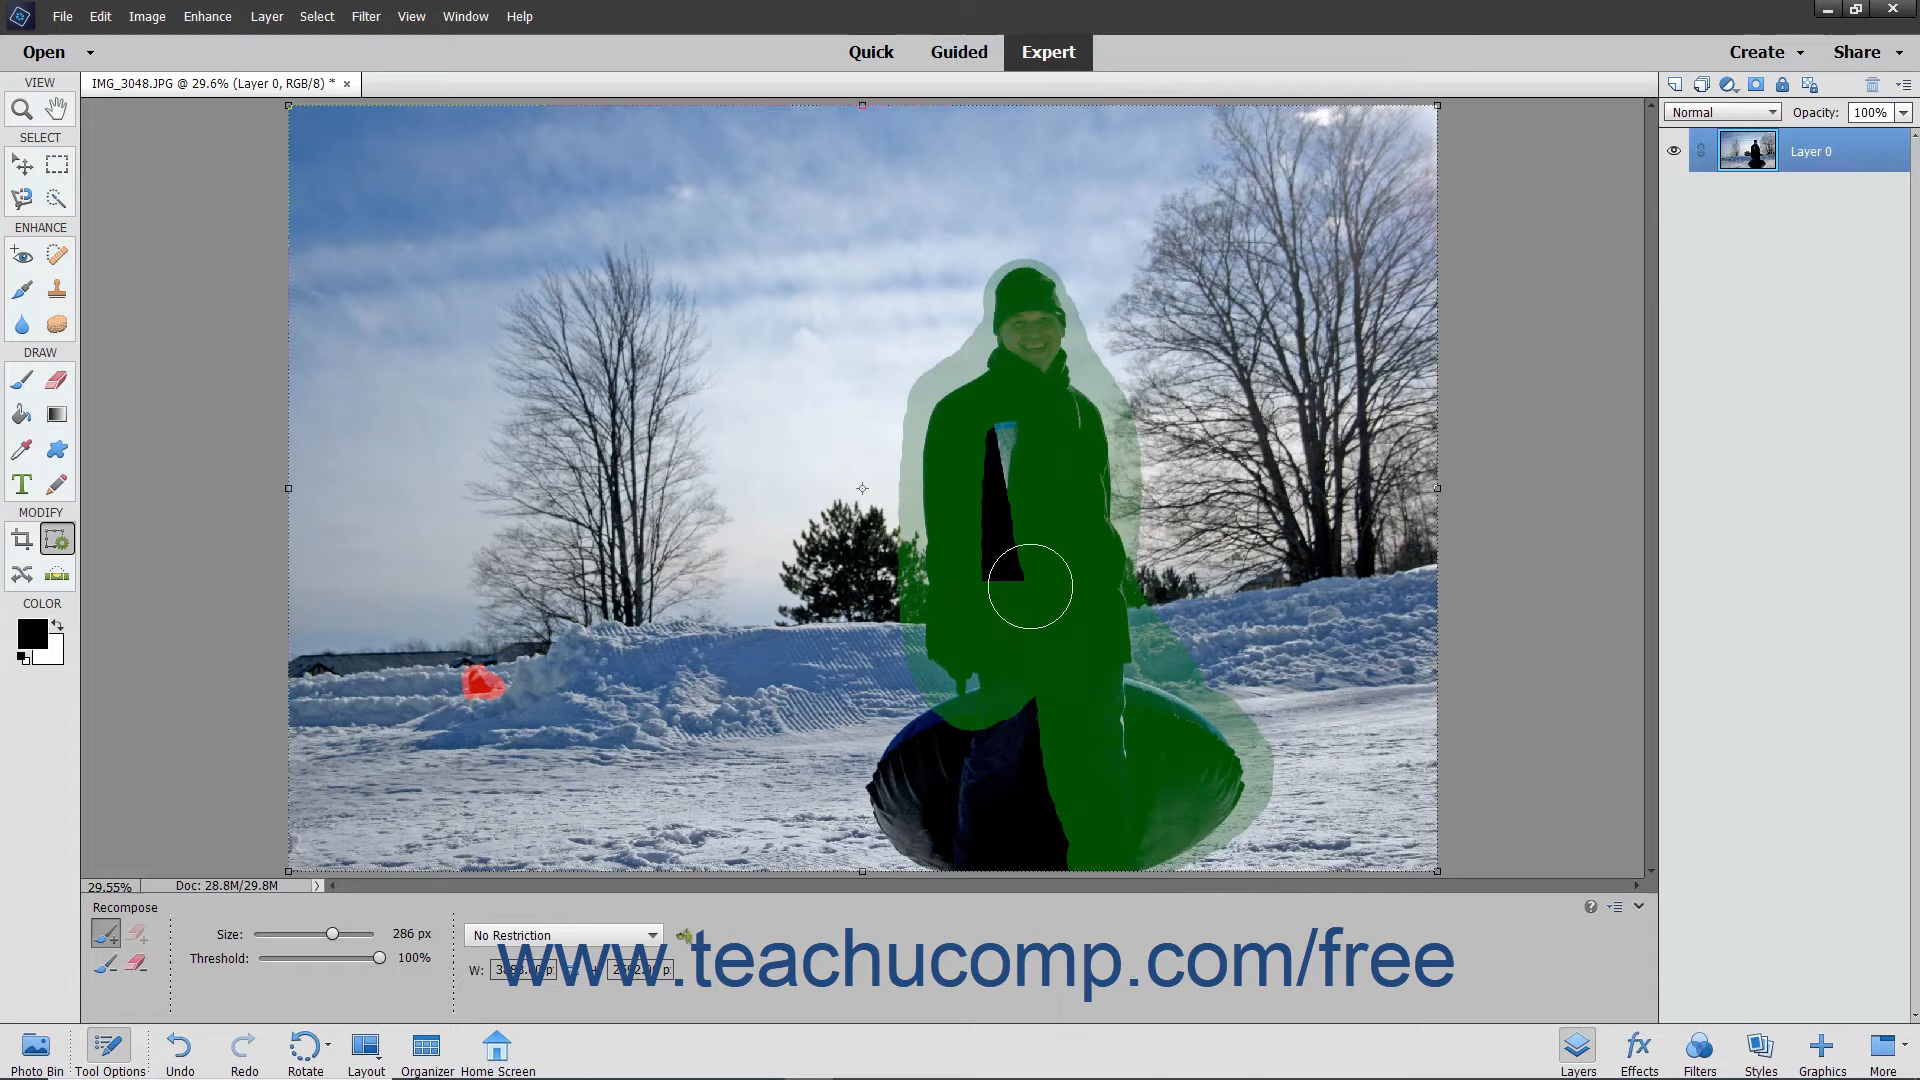 File Edit Image Enhance Layer Select Filter View Window Help
Open Quick Guided Expert Create Share
VIEW IMG_3048.JPG @ 29.6% (Layer 0, RGB/8) * ×
Normal Opacity: 100%
SELECT
Layer 0
ENHANCE
DRAW
MODIFY
COLOR
29.55% Doc: 28.8M/29.8M
Recompose
Size: 286 px No Restriction
Threshold: 100% W: H:
www.teachucomp.com/free
Photo Bin Tool Options Undo Redo Rotate Layout Organizer Home Screen Layers Effects Filters Styles Graphics More